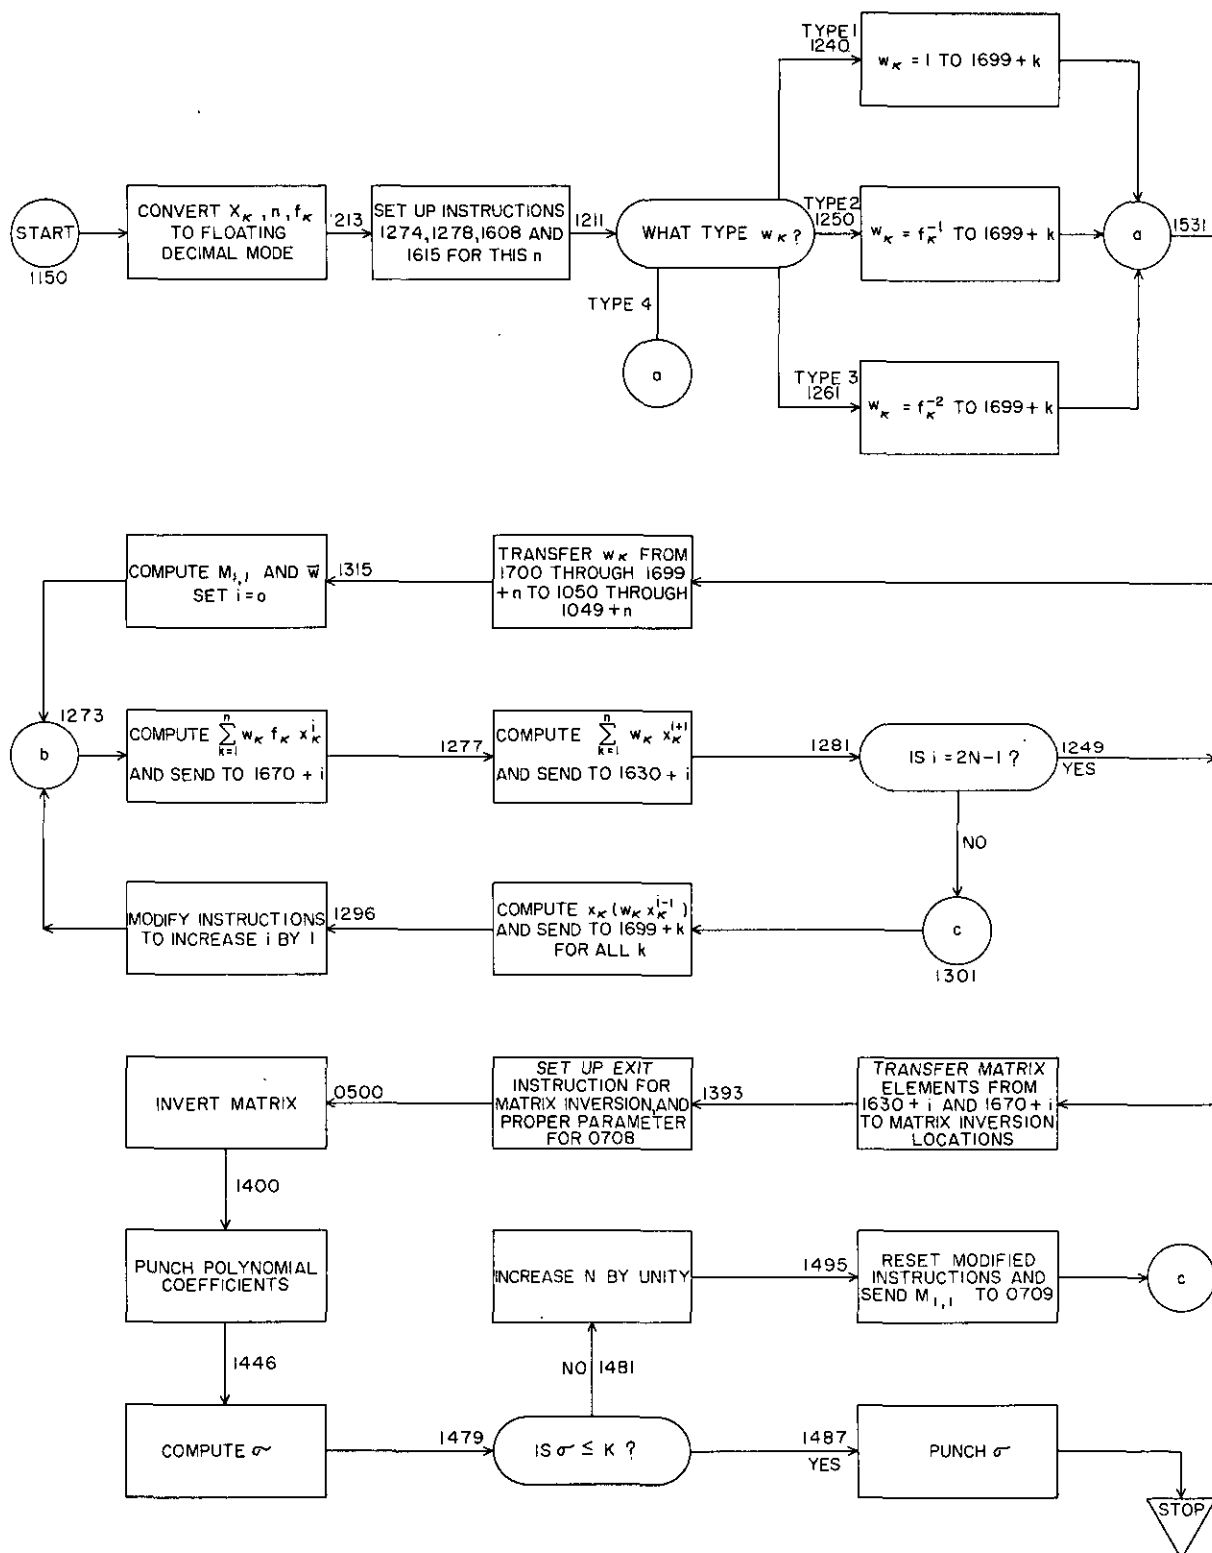 START
1150
CONVERT Xκ, n, fκ
TO FLOATING
DECIMAL MODE
1213
SET UP INSTRUCTIONS
1274, 1278, 1608 AND
1615 FOR THIS n
1211
WHAT TYPE wκ?
TYPE 1
1240
wκ = 1 TO 1699 + k
TYPE 2
1250
wκ = fκ⁻¹ TO 1699 + k
TYPE 3
1261
wκ = fκ⁻² TO 1699 + k
TYPE 4
a
a
1531
TRANSFER wκ FROM
1700 THROUGH 1699
+n TO 1050 THROUGH
1049 + n
1315
COMPUTE M₁,₁ AND w̅
SET i = o
b
1273
COMPUTE ∑ₖ₌₁ⁿ wκ fκ xκⁱ
AND SEND TO 1670 + i
1277
COMPUTE ∑ₖ₌₁ⁿ wκ xκⁱ⁺¹
AND SEND TO 1630 + i
1281
IS i = 2N-1 ?
1249
YES
NO
c
1301
COMPUTE xκ(wκ xκⁱ⁻¹)
AND SEND TO 1699 + k
FOR ALL k
1296
MODIFY INSTRUCTIONS
TO INCREASE i BY 1
TRANSFER MATRIX
ELEMENTS FROM
1630 + i AND 1670 + i
TO MATRIX INVERSION
LOCATIONS
1393
SET UP EXIT
INSTRUCTION FOR
MATRIX INVERSION, AND
PROPER PARAMETER
FOR 0708
0500
INVERT MATRIX
1400
PUNCH POLYNOMIAL
COEFFICIENTS
1446
COMPUTE σ
1479
IS σ ≤ K ?
NO 1481
INCREASE N BY UNITY
1495
RESET MODIFIED
INSTRUCTIONS AND
SEND M₁,₁ TO 0709
c
1487
YES
PUNCH σ
STOP